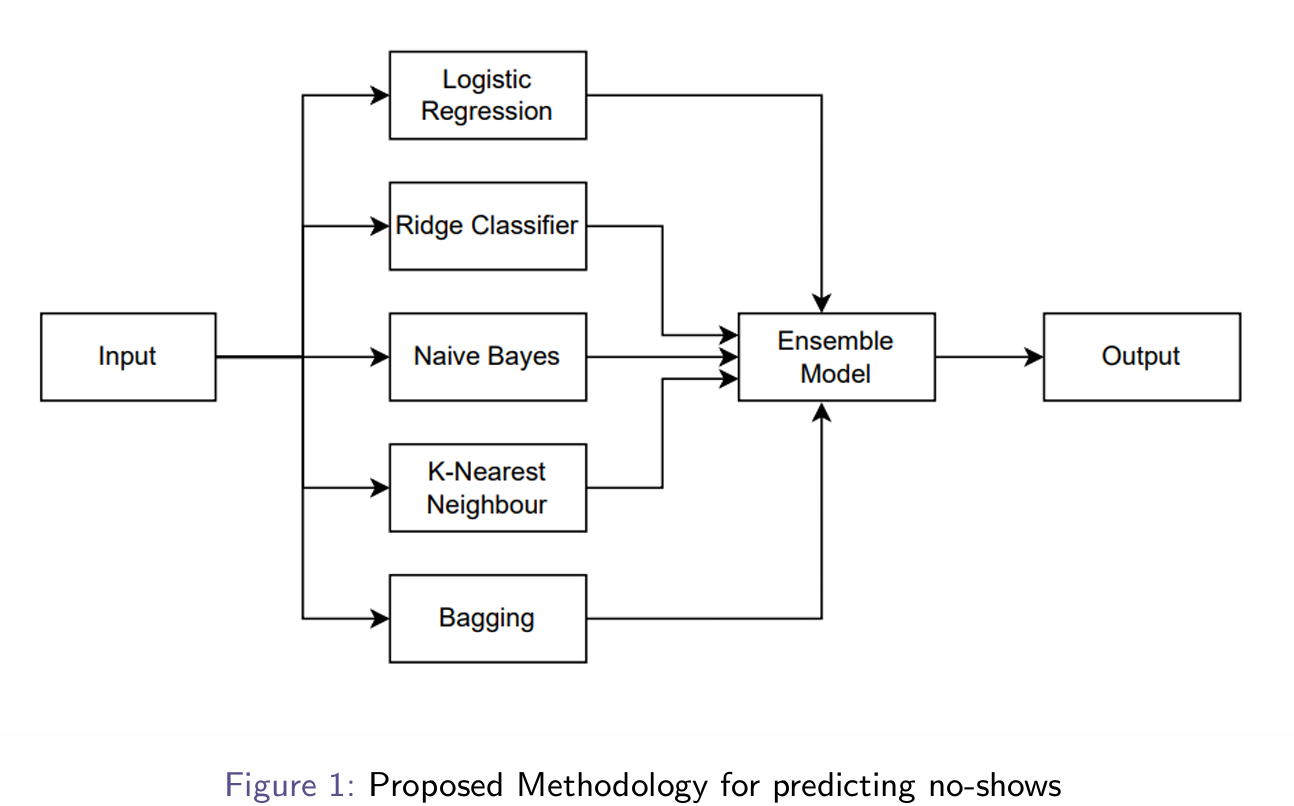 Logistic
Regression
Ridge Classifier
Input
Naive Bayes
Ensemble
Model
Output
K-Nearest
Neighbour
Bagging
Figure 1: Proposed Methodology for predicting no-shows